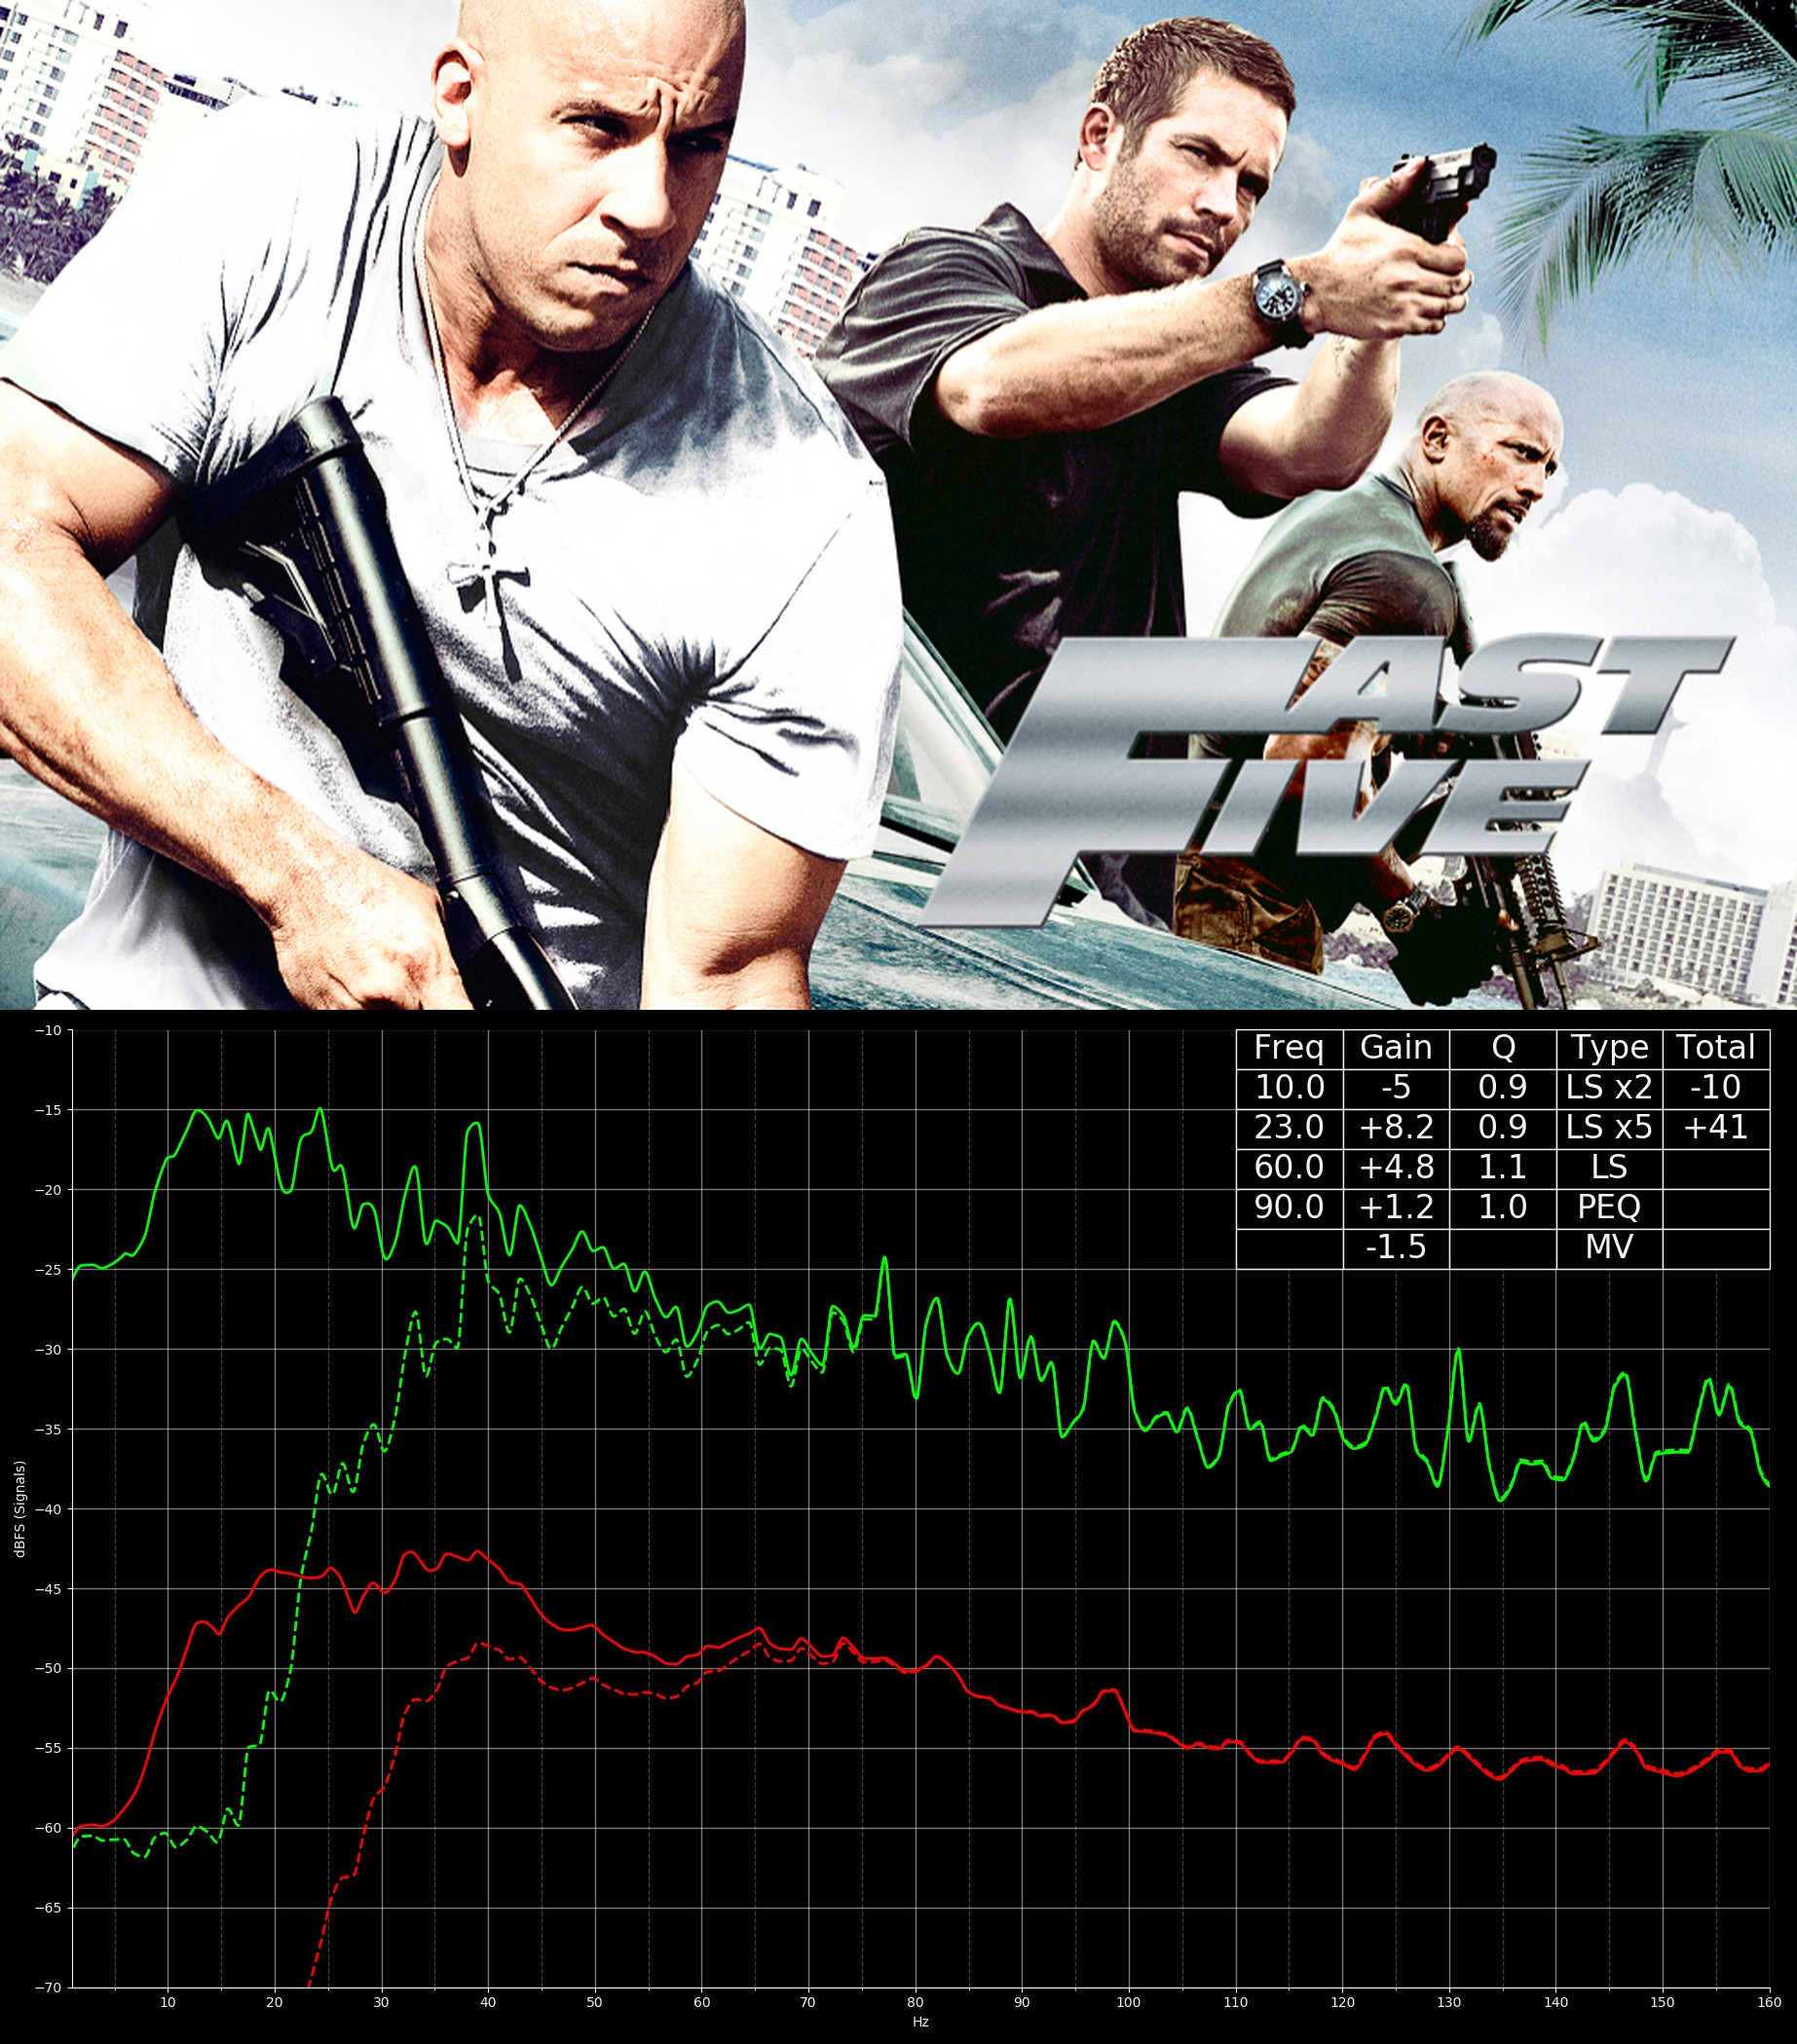 FAST
FIVE
Freq Gain Q Type Total
10.0 -5 0.9 LS x2 -10
23.0 +8.2 0.9 LS x5 +41
60.0 +4.8 1.1 LS
90.0 +1.2 1.0 PEQ
-1.5 MV
−10
−15
−20
−25
−30
−35
−40
−45
−50
−55
−60
−65
−70
dBFS (Signals)
10 20 30 40 50 60 70 80 90 100 110 120 130 140 150 160
Hz